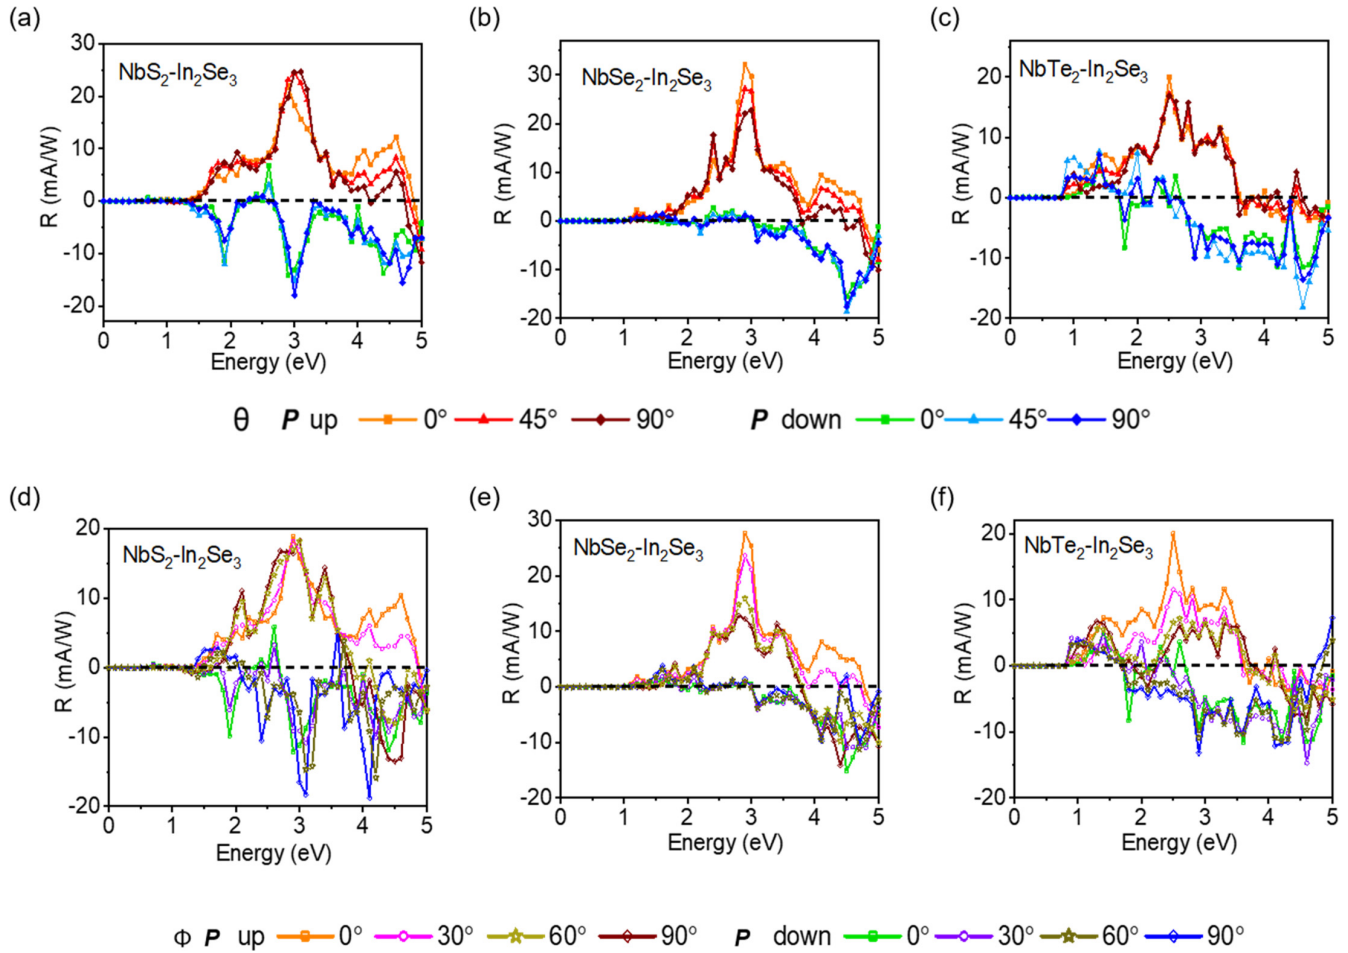 (a)
NbS2-In2Se3
R (mA/W)
30
20
10
0
-10
-20
0 1 2 3 4 5
Energy (eV)
(b)
NbSe2-In2Se3
R (mA/W)
30
20
10
0
-10
-20
0 1 2 3 4 5
Energy (eV)
(c)
NbTe2-In2Se3
R (mA/W)
20
10
0
-10
-20
0 1 2 3 4 5
Energy (eV)
θ P up 0° 45° 90° P down 0° 45° 90°
(d)
NbS2-In2Se3
R (mA/W)
20
10
0
-10
-20
0 1 2 3 4 5
Energy (eV)
(e)
NbSe2-In2Se3
R (mA/W)
30
20
10
0
-10
-20
0 1 2 3 4 5
Energy (eV)
(f)
NbTe2-In2Se3
R (mA/W)
20
10
0
-10
-20
0 1 2 3 4 5
Energy (eV)
Φ P up 0° 30° 60° 90° P down 0° 30° 60° 90°